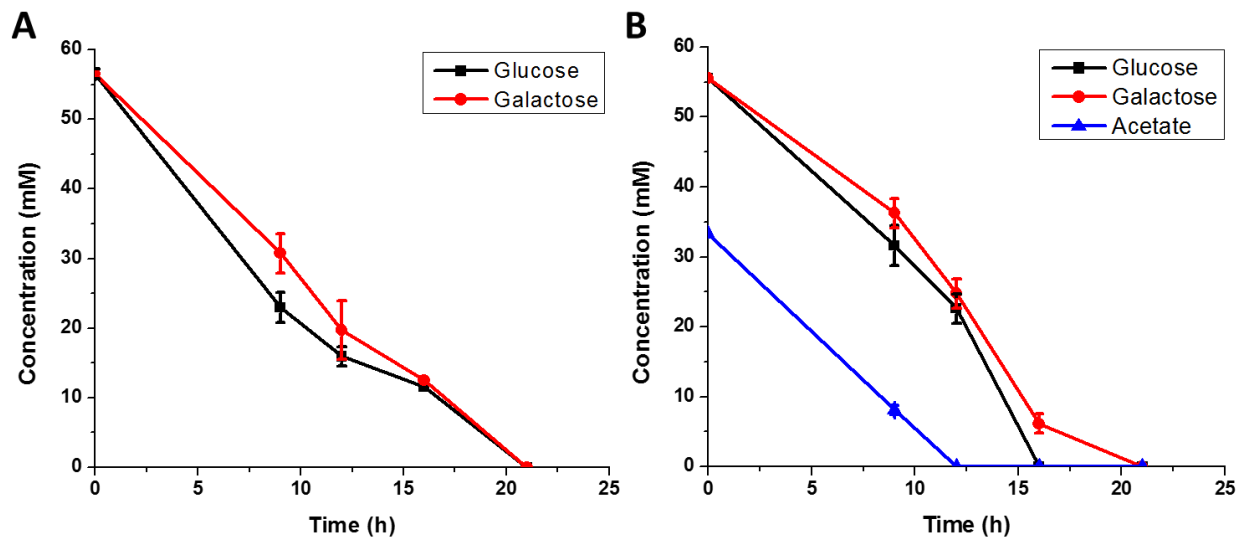 A
Concentration (mM)
60
50
40
30
20
10
0
Glucose
Galactose
0 5 10 15 20 25
Time (h)
B
Concentration (mM)
60
50
40
30
20
10
0
Glucose
Galactose
Acetate
0 5 10 15 20 25
Time (h)